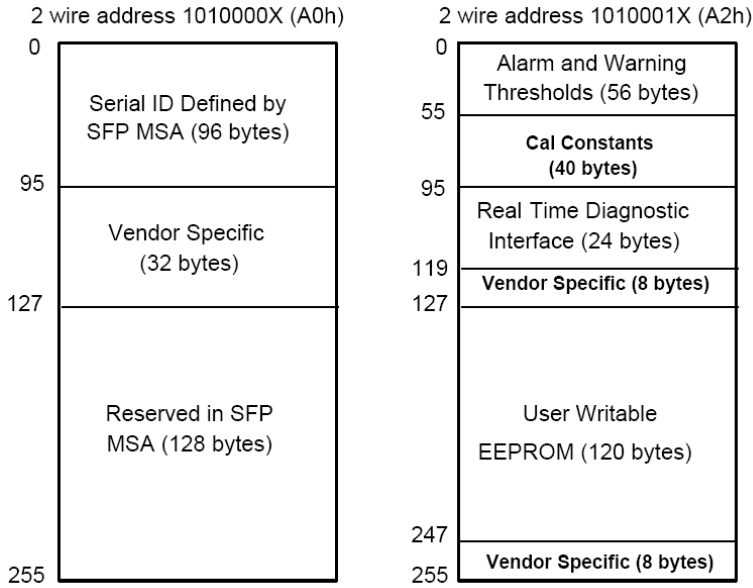 2 wire address 1010000X (A0h)
0
Serial ID Defined by
SFP MSA (96 bytes)
95
Vendor Specific
(32 bytes)
127
Reserved in SFP
MSA (128 bytes)
255
2 wire address 1010001X (A2h)
0
Alarm and Warning
Thresholds (56 bytes)
55
Cal Constants
(40 bytes)
95
Real Time Diagnostic
Interface (24 bytes)
119
Vendor Specific (8 bytes)
127
User Writable
EEPROM (120 bytes)
247
Vendor Specific (8 bytes)
255